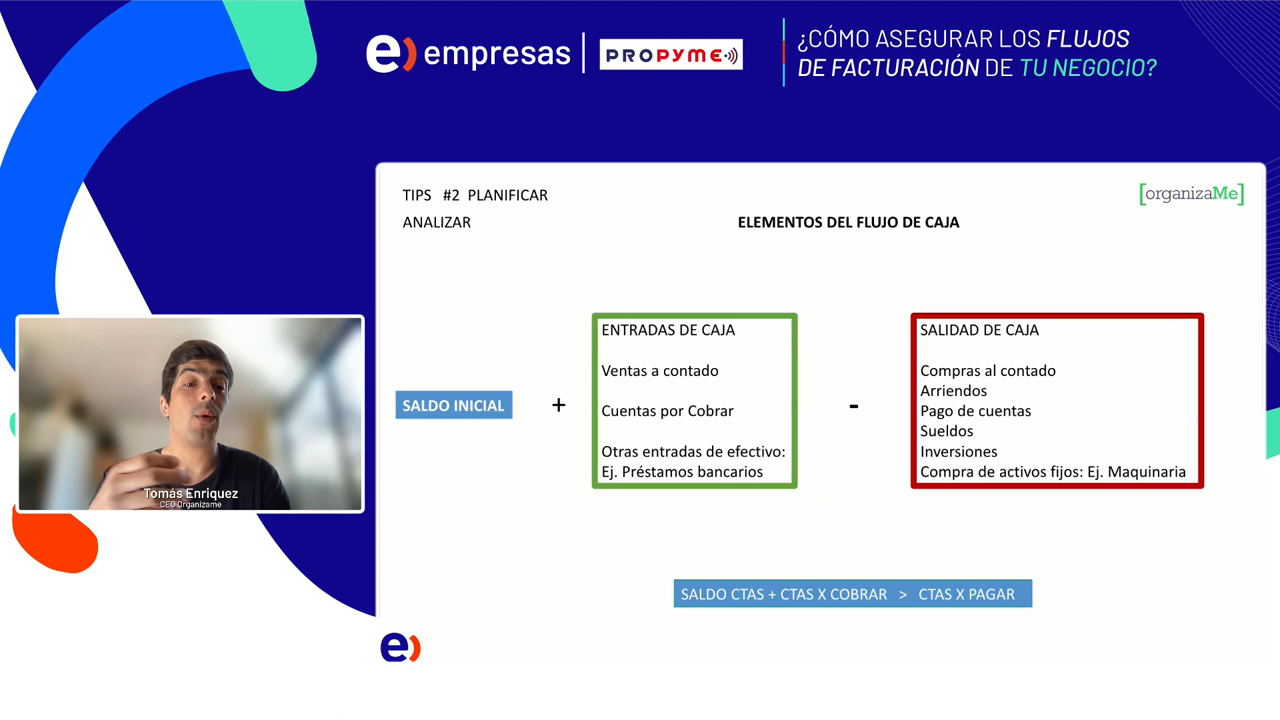 e) empresas
PROPYME
¿CÓMO ASEGURAR LOS FLUJOS
DE FACTURACIÓN DE TU NEGOCIO?
TIPS #2 PLANIFICAR
[organizaMe]
ANALIZAR
ELEMENTOS DEL FLUJO DE CAJA
SALDO INICIAL
+
ENTRADAS DE CAJA
Ventas a contado
Cuentas por Cobrar
Otras entradas de efectivo:
Ej. Préstamos bancarios
-
SALIDAD DE CAJA
Compras al contado
Arriendos
Pago de cuentas
Sueldos
Inversiones
Compra de activos fijos: Ej. Maquinaria
Tomás Enriquez
CEO Organizame
SALDO CTAS + CTAS X COBRAR > CTAS X PAGAR
e)